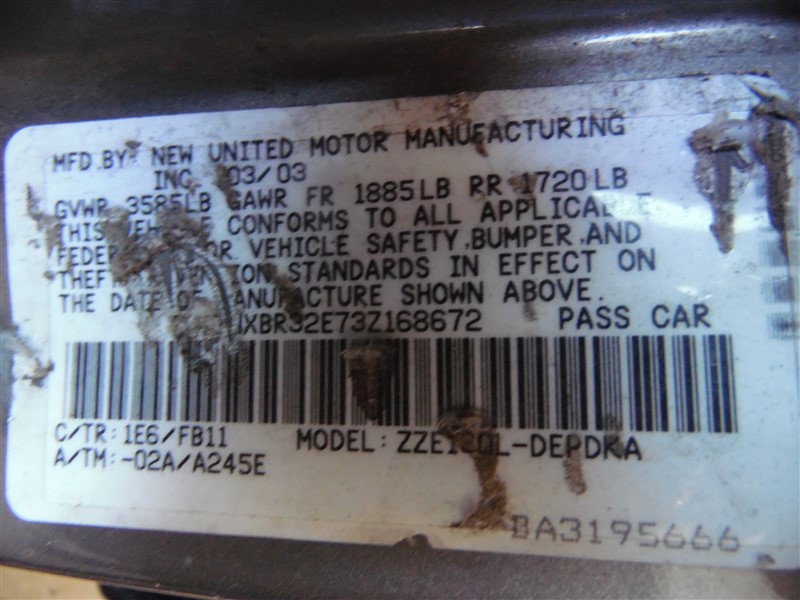 MFD BY: NEW UNITED MOTOR MANUFACTURING
INC. 03/03
GVWR 3585LB GAWR FR 1885LB RR 1720LB
THIS CONFORMS TO ALL
VEHICLE SAFETY, BUMPER, AND
STANDARDS IN EFFECT ON
THE DATE OF MANUFACTURE SHOWN ABOVE.
PASS CAR
C/TR: 1E6/FB11 MODEL:
A/TM: -02A/A245E
BA3195666